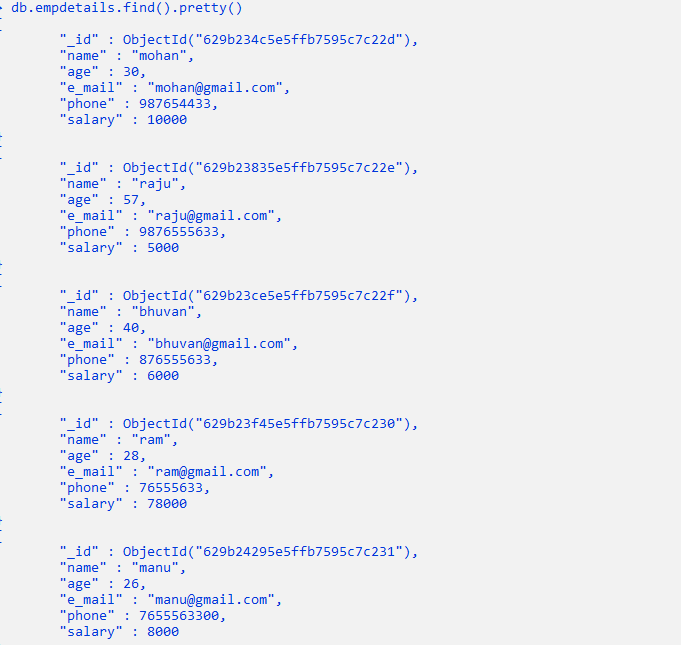 db.empdetails.find().pretty()
"_id" : ObjectId("629b234c5e5ffb7595c7c22d"),
"name" : "mohan",
"age" : 30,
"e_mail" : "mohan@gmail.com",
"phone" : 987654433,
"salary" : 10000
"_id" : ObjectId("629b23835e5ffb7595c7c22e"),
"name" : "raju",
"age" : 57,
"e_mail" : "raju@gmail.com",
"phone" : 9876555633,
"salary" : 5000
"_id" : ObjectId("629b23ce5e5ffb7595c7c22f"),
"name" : "bhuvan",
"age" : 40,
"e_mail" : "bhuvan@gmail.com",
"phone" : 876555633,
"salary" : 6000
"_id" : ObjectId("629b23f45e5ffb7595c7c230"),
"name" : "ram",
"age" : 28,
"e_mail" : "ram@gmail.com",
"phone" : 76555633,
"salary" : 78000
"_id" : ObjectId("629b24295e5ffb7595c7c231"),
"name" : "manu",
"age" : 26,
"e_mail" : "manu@gmail.com",
"phone" : 7655563300,
"salary" : 8000